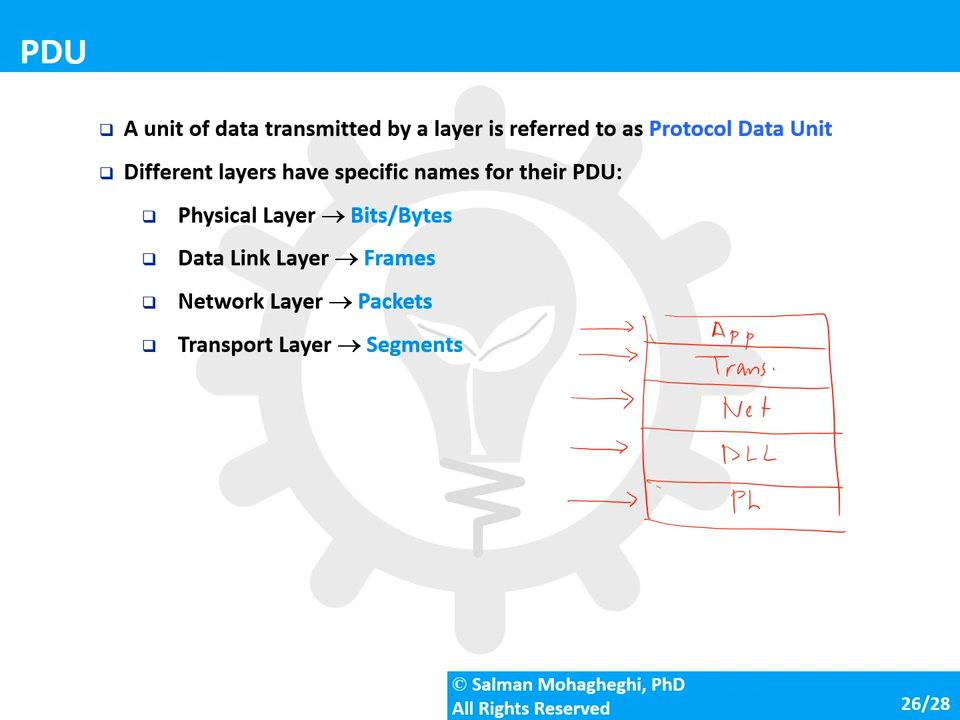 PDU
A unit of data transmitted by a layer is referred to as Protocol Data Unit
Different layers have specific names for their PDU:
Physical Layer → Bits/Bytes
Data Link Layer → Frames
Network Layer → Packets
Transport Layer → Segments
App
Trans.
Net
DLL
Ph
© Salman Mohagheghi, PhD
All Rights Reserved
26/28